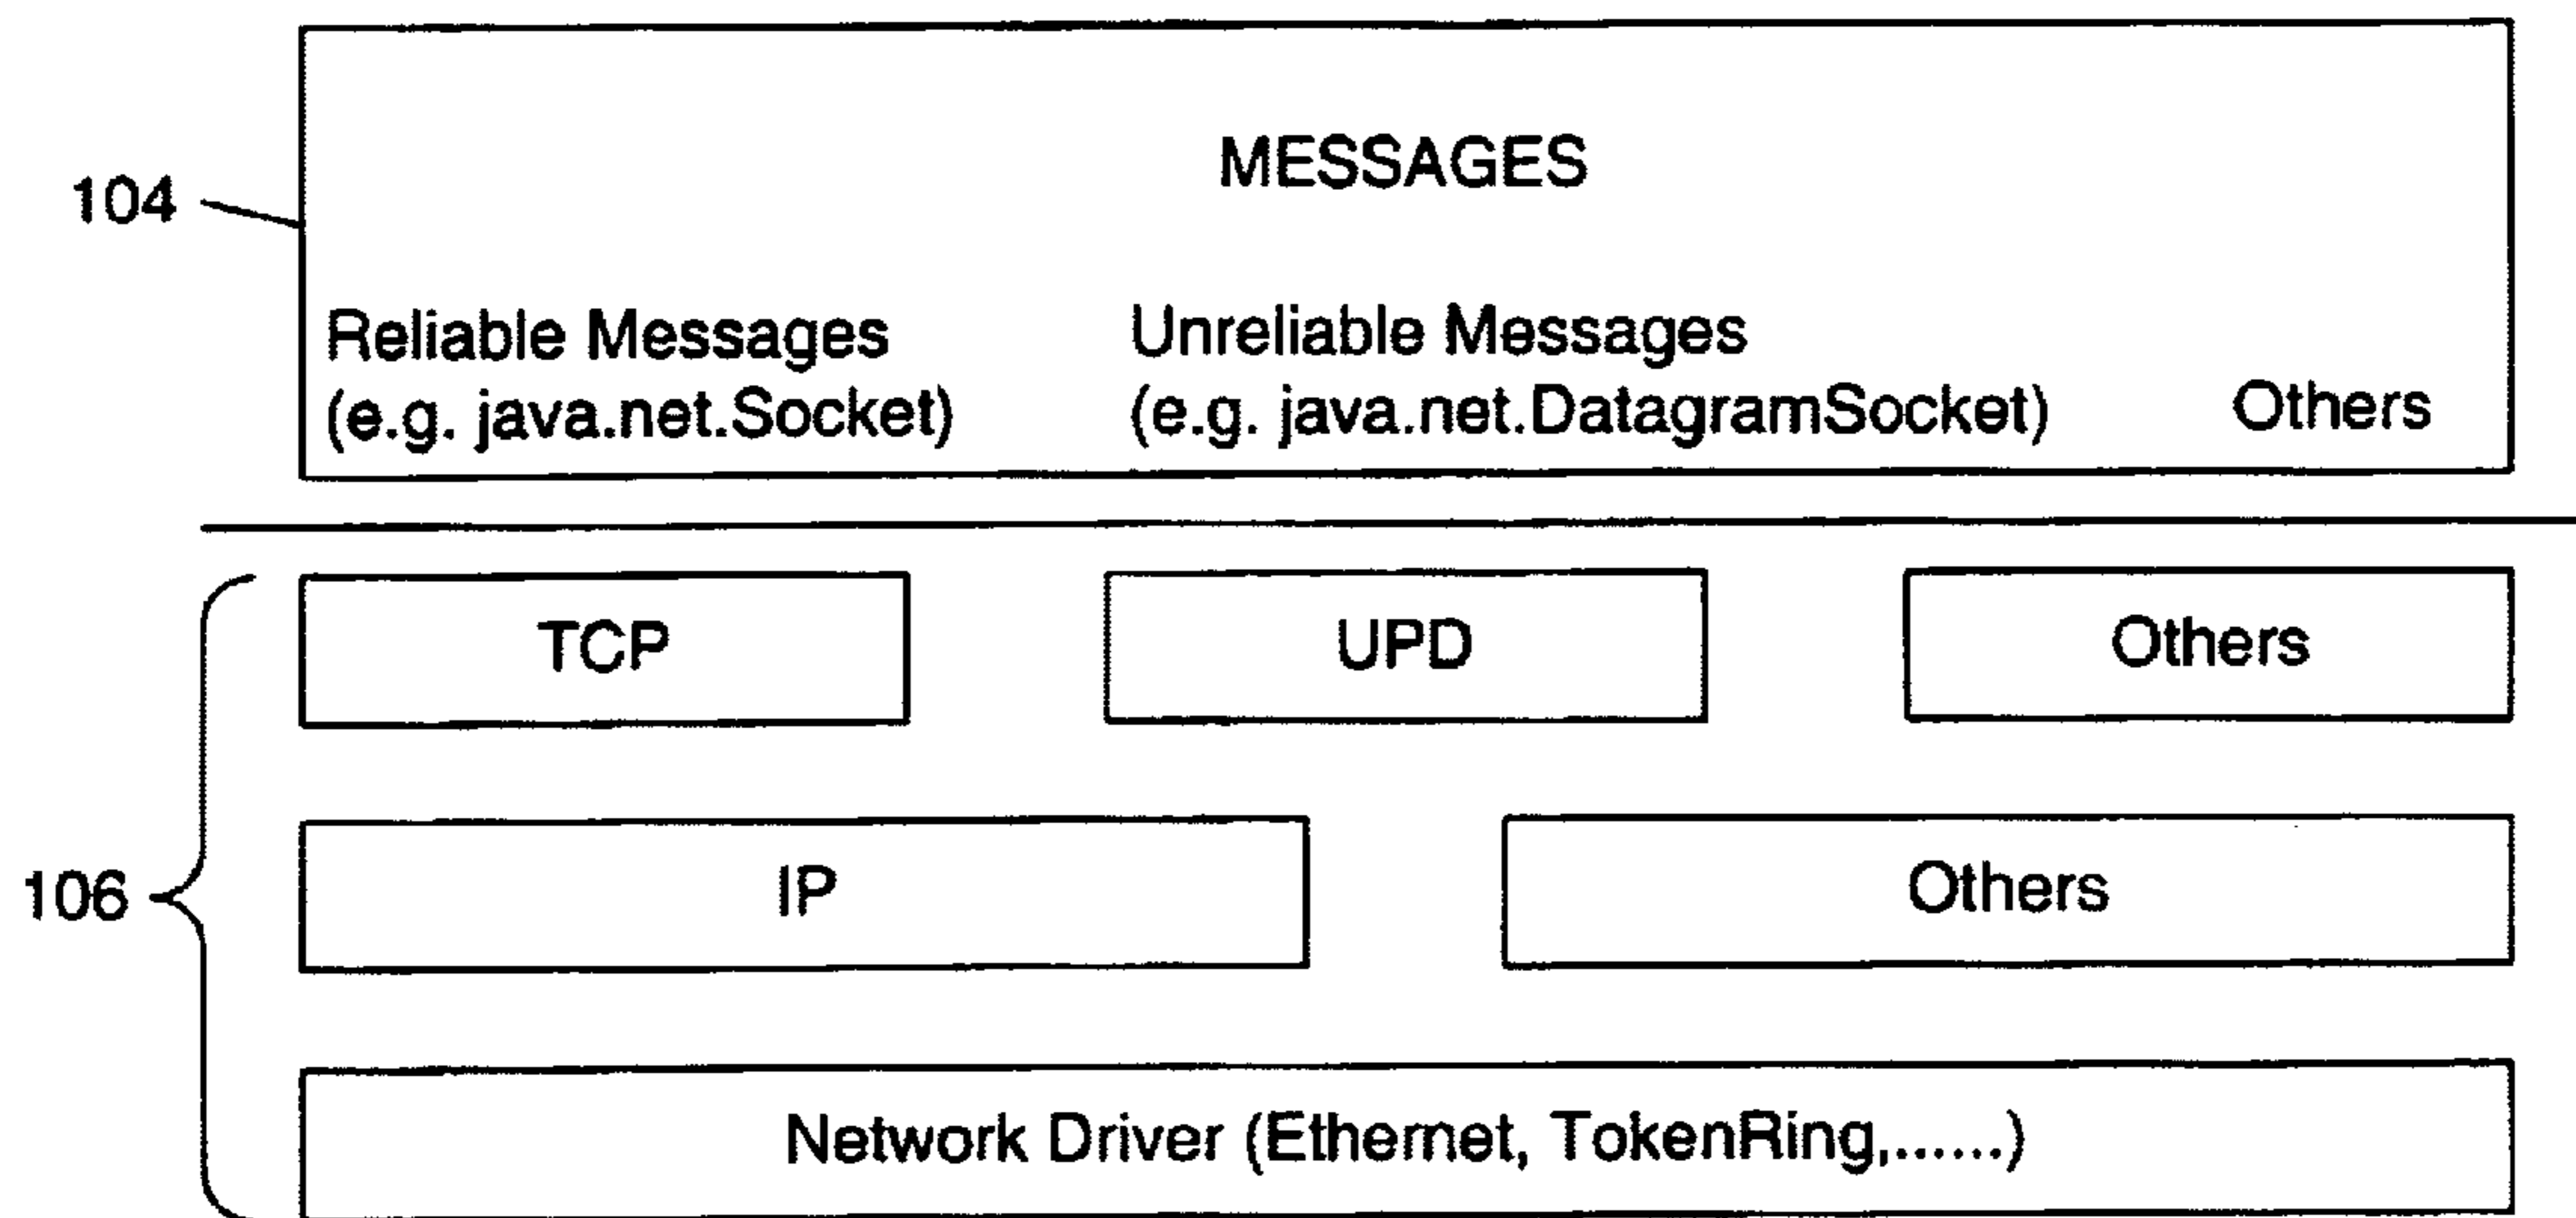 MESSAGES
104
Reliable Messages
(e.g. java.net.Socket)
Unreliable Messages
(e.g. java.net.DatagramSocket)
Others
TCP
UPD
Others
106
IP
Others
Network Driver (Ethernet, TokenRing,......)